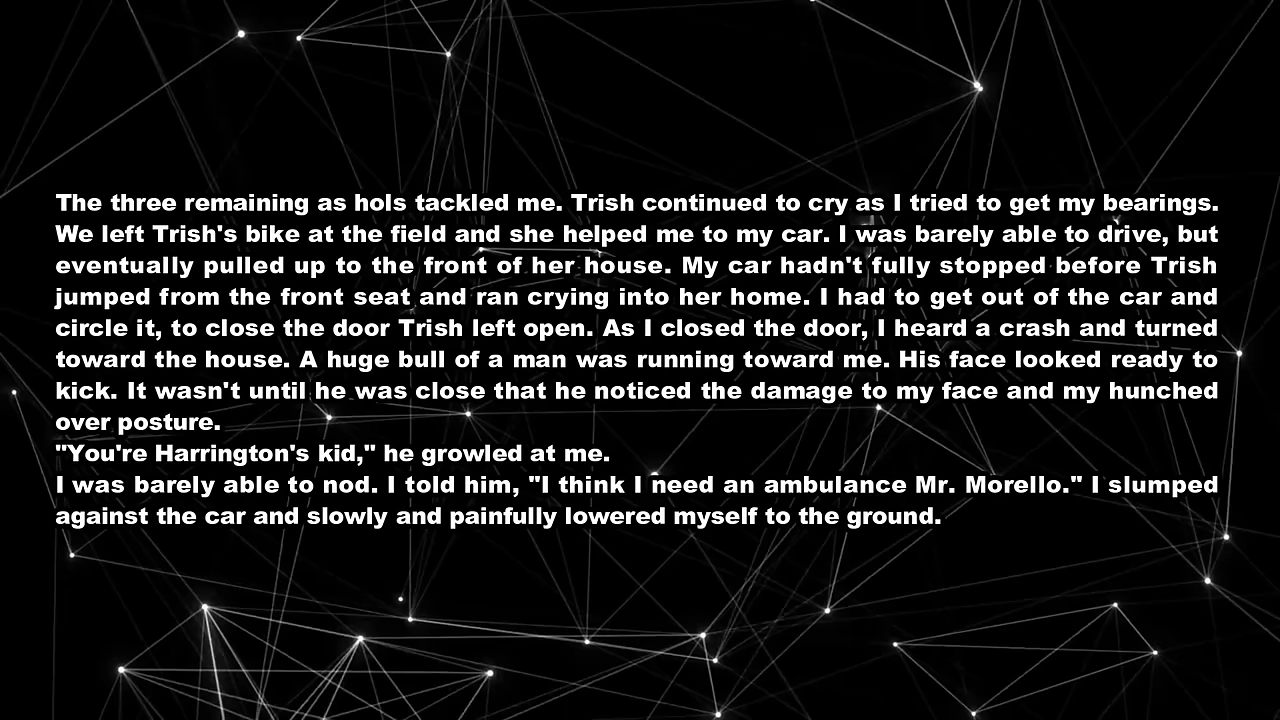 The three remaining as hols tackled me. Trish continued to cry as I tried to get my bearings.
We left Trish's bike at the field and she helped me to my car. I was barely able to drive, but
eventually pulled up to the front of her house. My car hadn't fully stopped before Trish
jumped from the front seat and ran crying into her home. I had to get out of the car and
circle it, to close the door Trish left open. As I closed the door, I heard a crash and turned
toward the house. A huge bull of a man was running toward me. His face looked ready to
kick. It wasn't until he was close that he noticed the damage to my face and my hunched
over posture.
"You're Harrington's kid," he growled at me.
I was barely able to nod. I told him, "I think I need an ambulance Mr. Morello." I slumped
against the car and slowly and painfully lowered myself to the ground.